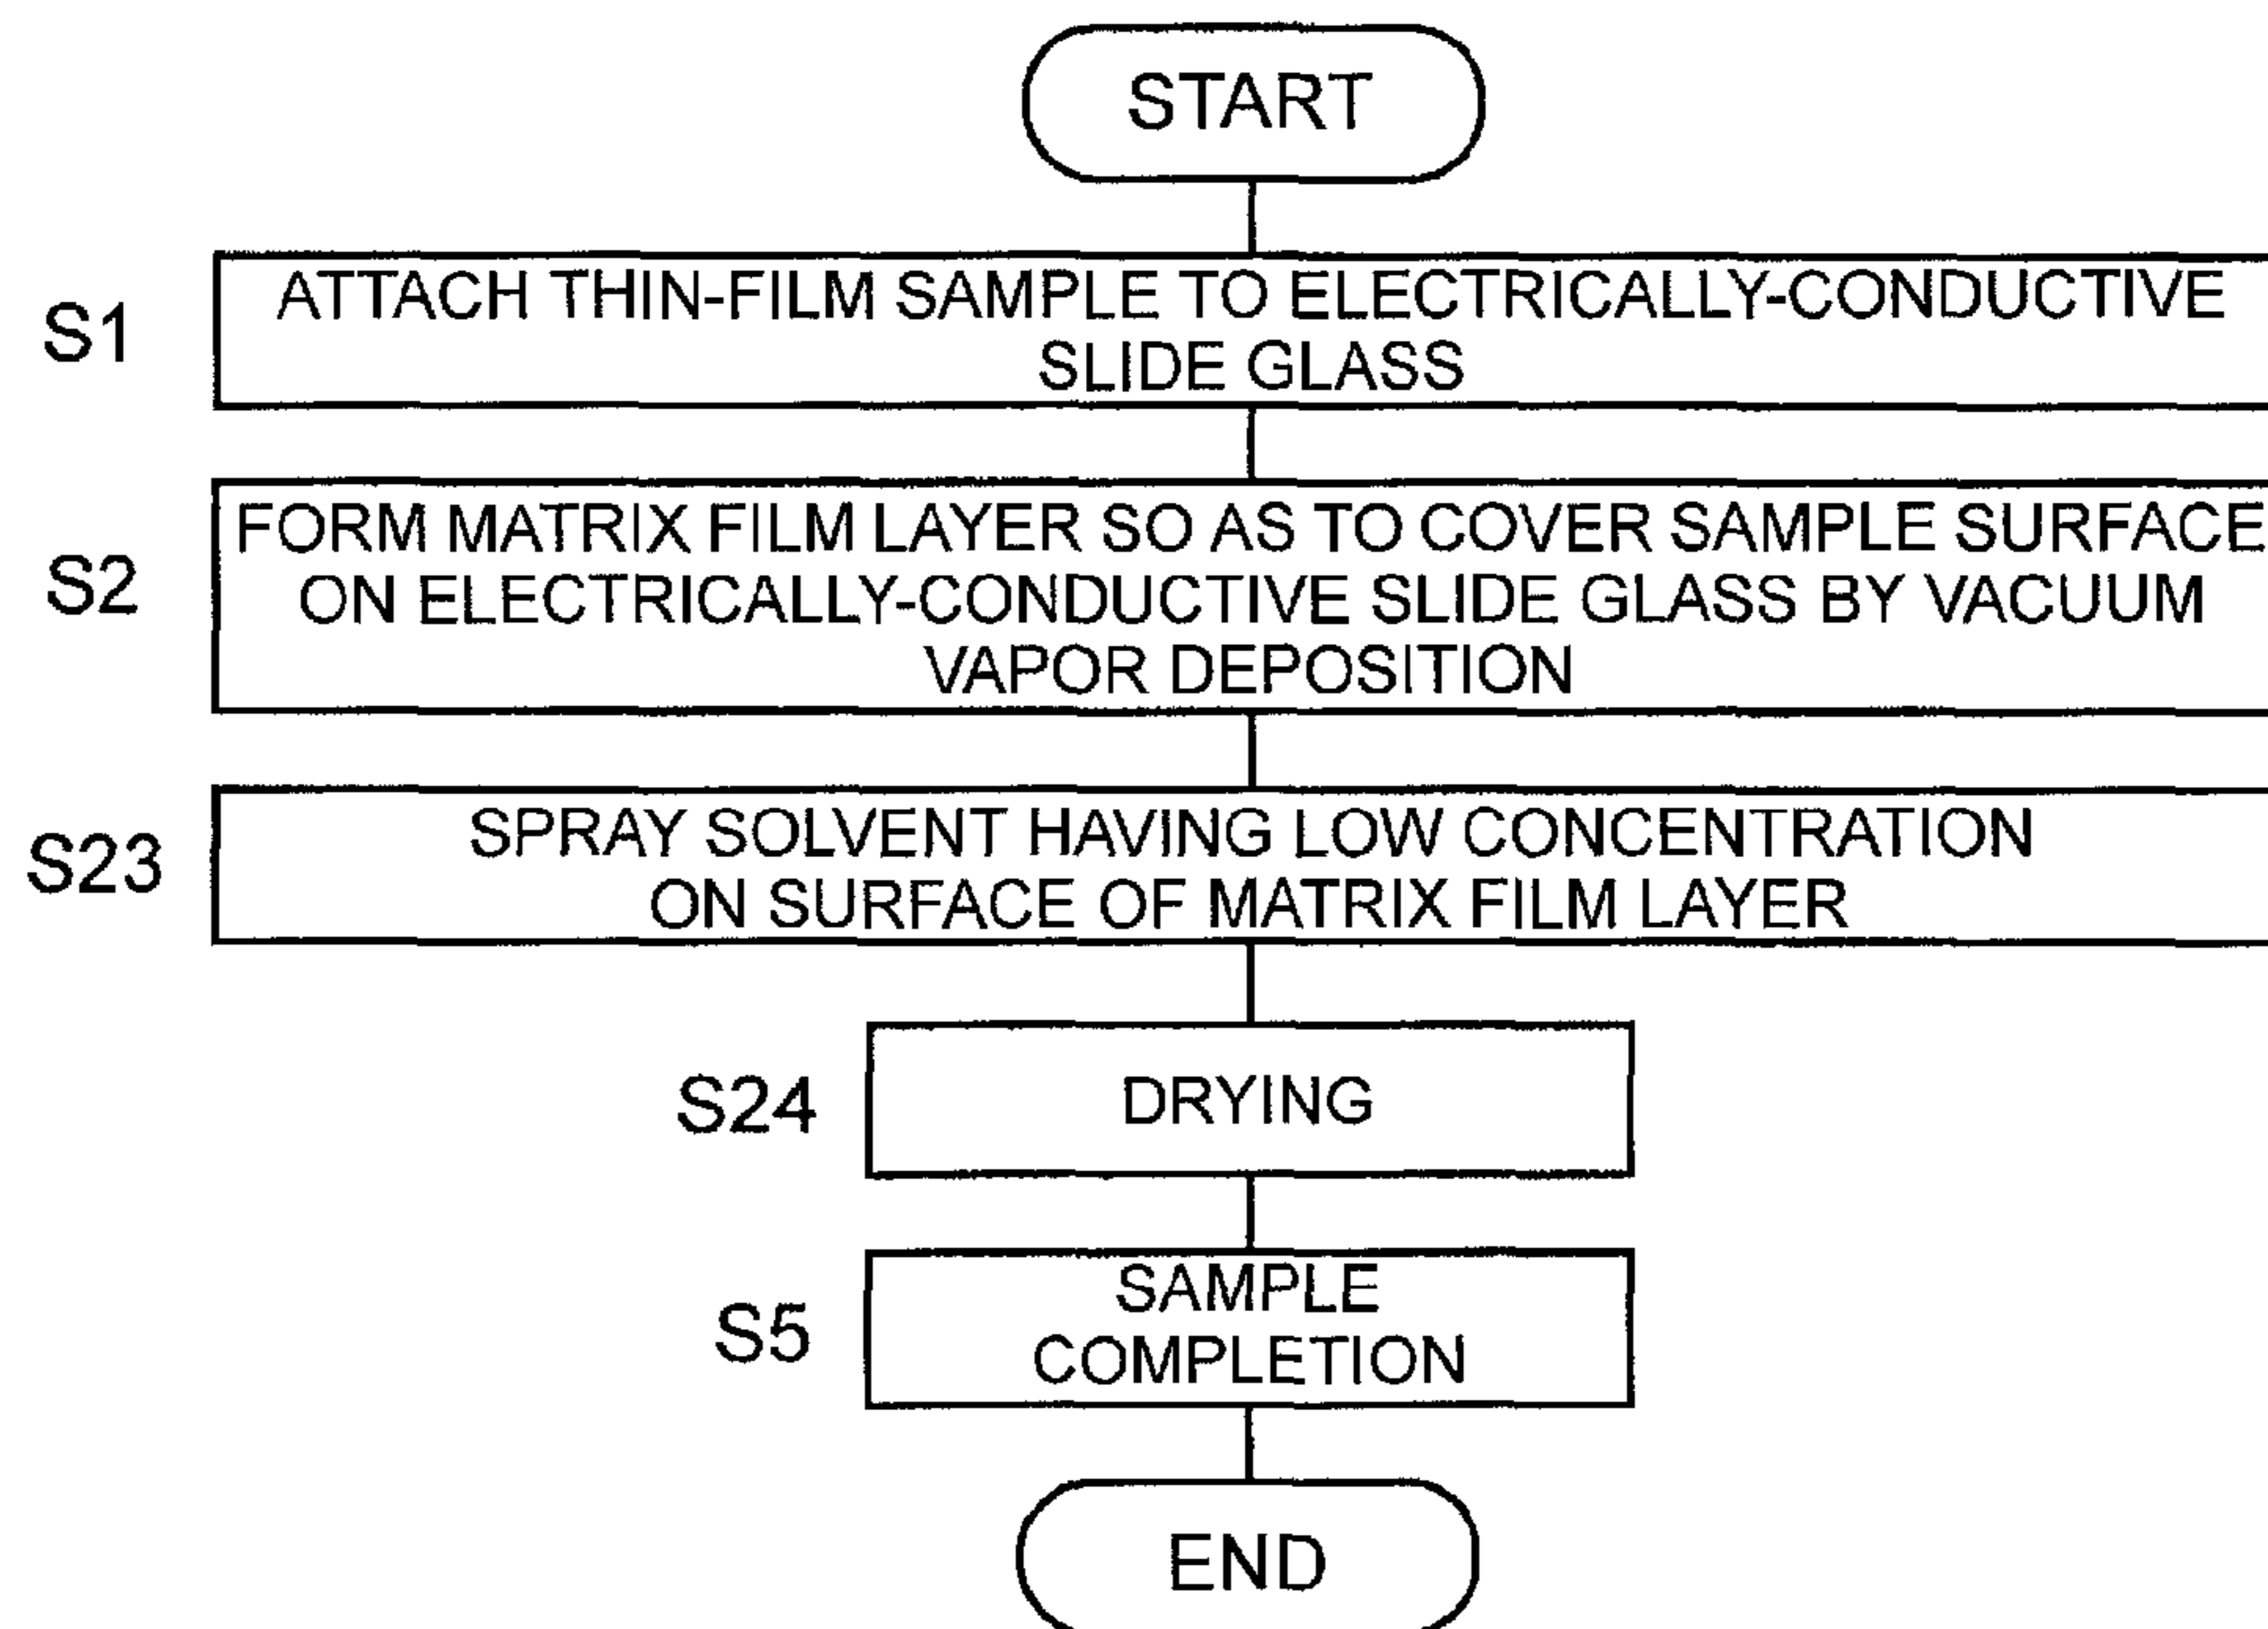 START
S1
ATTACH THIN-FILM SAMPLE TO ELECTRICALLY-CONDUCTIVE
SLIDE GLASS
S2
FORM MATRIX FILM LAYER SO AS TO COVER SAMPLE SURFACE
ON ELECTRICALLY-CONDUCTIVE SLIDE GLASS BY VACUUM
VAPOR DEPOSITION
S23
SPRAY SOLVENT HAVING LOW CONCENTRATION
ON SURFACE OF MATRIX FILM LAYER
S24
DRYING
S5
SAMPLE
COMPLETION
END